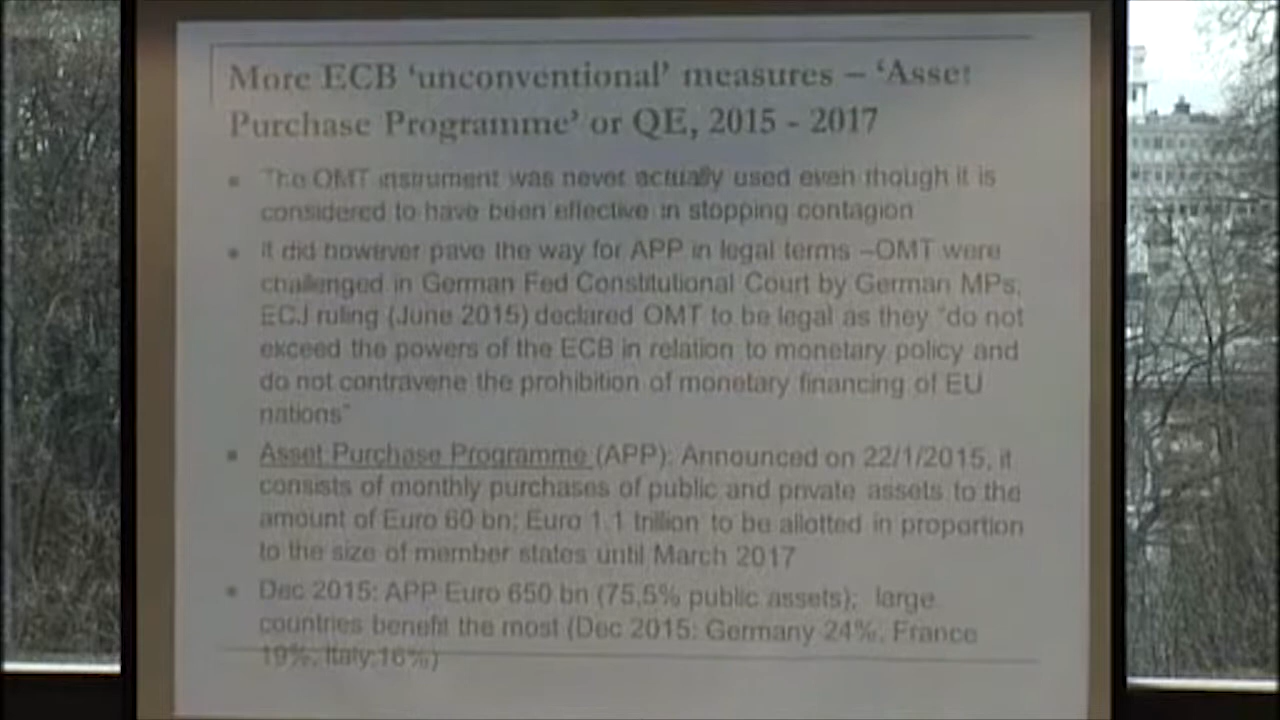 More ECB ‘unconventional’ measures – ‘Asset
Purchase Programme’ or QE, 2015 - 2017
▪ The OMT instrument was never actually used even though it is
considered to have been effective in stopping contagion
▪ It did however pave the way for APP in legal terms –OMT were
challenged in German Fed Constitutional Court by German MPs.
ECJ ruling (June 2015) declared OMT to be legal as they “do not
exceed the powers of the ECB in relation to monetary policy and
do not contravene the prohibition of monetary financing of EU
nations”
▪ Asset Purchase Programme (APP): Announced on 22/1/2015, it
consists of monthly purchases of public and private assets to the
amount of Euro 60 bn; Euro 1.1 trillion to be allotted in proportion
to the size of member states until March 2017
▪ Dec 2015: APP Euro 650 bn (75,5% public assets); large
countries benefit the most (Dec 2015: Germany 24%, France
19%, Italy 16%)